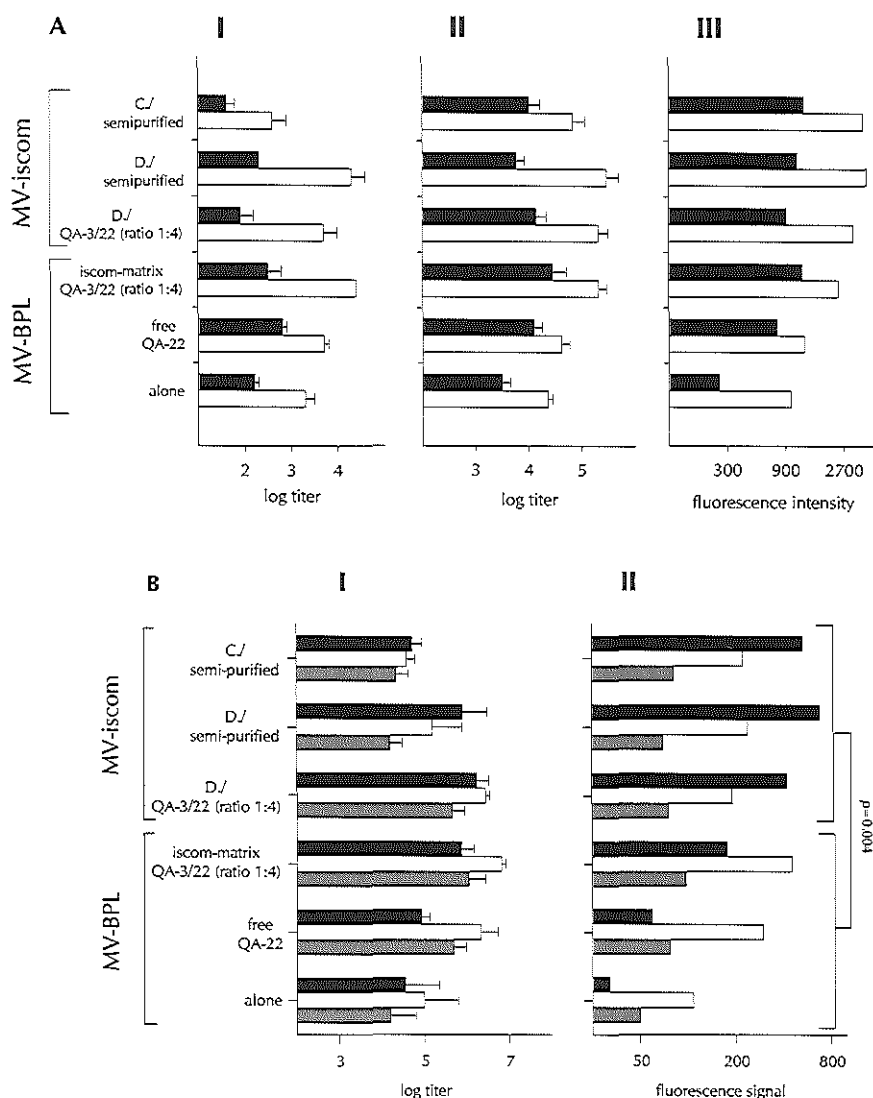 A
I
II
III
MV-iscom
C./
semipurified
D./
semipurified
D./
QA-3/22 (ratio 1:4)
MV-BPL
iscom-matrix
QA-3/22 (ratio 1:4)
free
QA-22
alone
2 3 4
log titer
3 4 5
log titer
300 900 2700
fluorescence intensity
B
I
II
MV-iscom
C./
semi-purified
D./
semi-purified
D./
QA-3/22 (ratio 1:4)
MV-BPL
iscom-matrix
QA-3/22 (ratio 1:4)
free
QA-22
alone
p=0.004
3 5 7
log titer
50 200 800
fluorescence signal